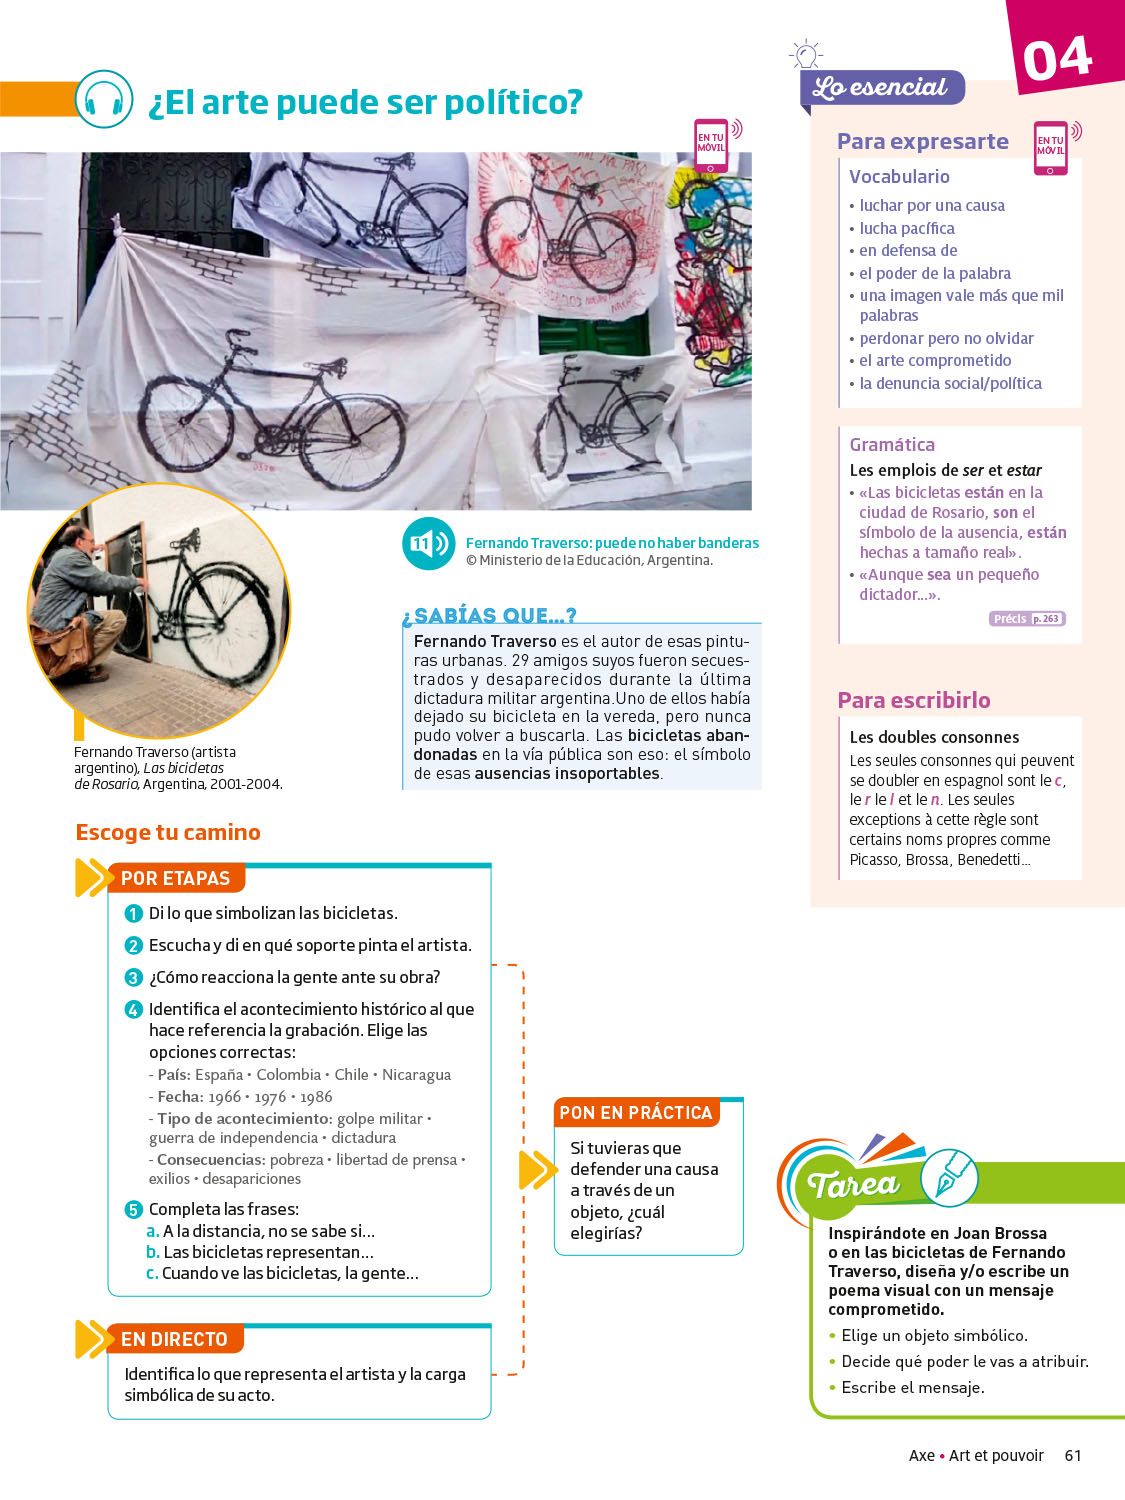 04
¿El arte puede ser político?
EN TU
MÓVIL
Fernando Traverso (artista
argentino), Las bicicletas
de Rosario, Argentina, 2001-2004.
11
Fernando Traverso: puede no haber banderas
© Ministerio de la Educación, Argentina.
¿SABÍAS QUE...?
Fernando Traverso es el autor de esas pintu-
ras urbanas. 29 amigos suyos fueron secues-
trados y desaparecidos durante la última
dictadura militar argentina.Uno de ellos había
dejado su bicicleta en la vereda, pero nunca
pudo volver a buscarla. Las bicicletas aban-
donadas en la vía pública son eso: el símbolo
de esas ausencias insoportables.
Escoge tu camino
POR ETAPAS
1 Di lo que simbolizan las bicicletas.
2 Escucha y di en qué soporte pinta el artista.
3 ¿Cómo reacciona la gente ante su obra?
4 Identifica el acontecimiento histórico al que
hace referencia la grabación. Elige las
opciones correctas:
- País: España • Colombia • Chile • Nicaragua
- Fecha: 1966 • 1976 • 1986
- Tipo de acontecimiento: golpe militar •
guerra de independencia • dictadura
- Consecuencias: pobreza • libertad de prensa •
exilios • desapariciones
5 Completa las frases:
a. A la distancia, no se sabe si...
b. Las bicicletas representan...
c. Cuando ve las bicicletas, la gente...
EN DIRECTO
Identifica lo que representa el artista y la carga
simbólica de su acto.
PON EN PRÁCTICA
Si tuvieras que
defender una causa
a través de un
objeto, ¿cuál
elegirías?
Lo esencial
Para expresarte
EN TU
MÓVIL
Vocabulario
• luchar por una causa
• lucha pacífica
• en defensa de
• el poder de la palabra
• una imagen vale más que mil
palabras
• perdonar pero no olvidar
• el arte comprometido
• la denuncia social/política
Gramática
Les emplois de ser et estar
• «Las bicicletas están en la
ciudad de Rosario, son el
símbolo de la ausencia, están
hechas a tamaño real».
• «Aunque sea un pequeño
dictador...».
Précis p. 263
Para escribirlo
Les doubles consonnes
Les seules consonnes qui peuvent
se doubler en espagnol sont le c,
le r le l et le n. Les seules
exceptions à cette règle sont
certains noms propres comme
Picasso, Brossa, Benedetti...
Tarea
Inspirándote en Joan Brossa
o en las bicicletas de Fernando
Traverso, diseña y/o escribe un
poema visual con un mensaje
comprometido.
• Elige un objeto simbólico.
• Decide qué poder le vas a atribuir.
• Escribe el mensaje.
Axe • Art et pouvoir 61